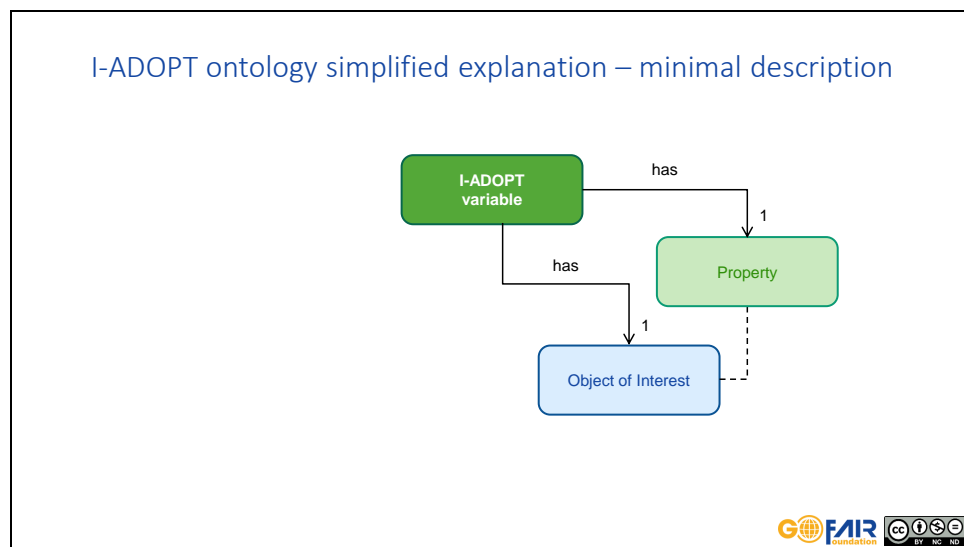 I-ADOPT ontology simplified explanation – minimal description
I-ADOPT
variable
has
1
Property
has
1
Object of Interest
GO FAIR
Foundation
cc
BY NC ND